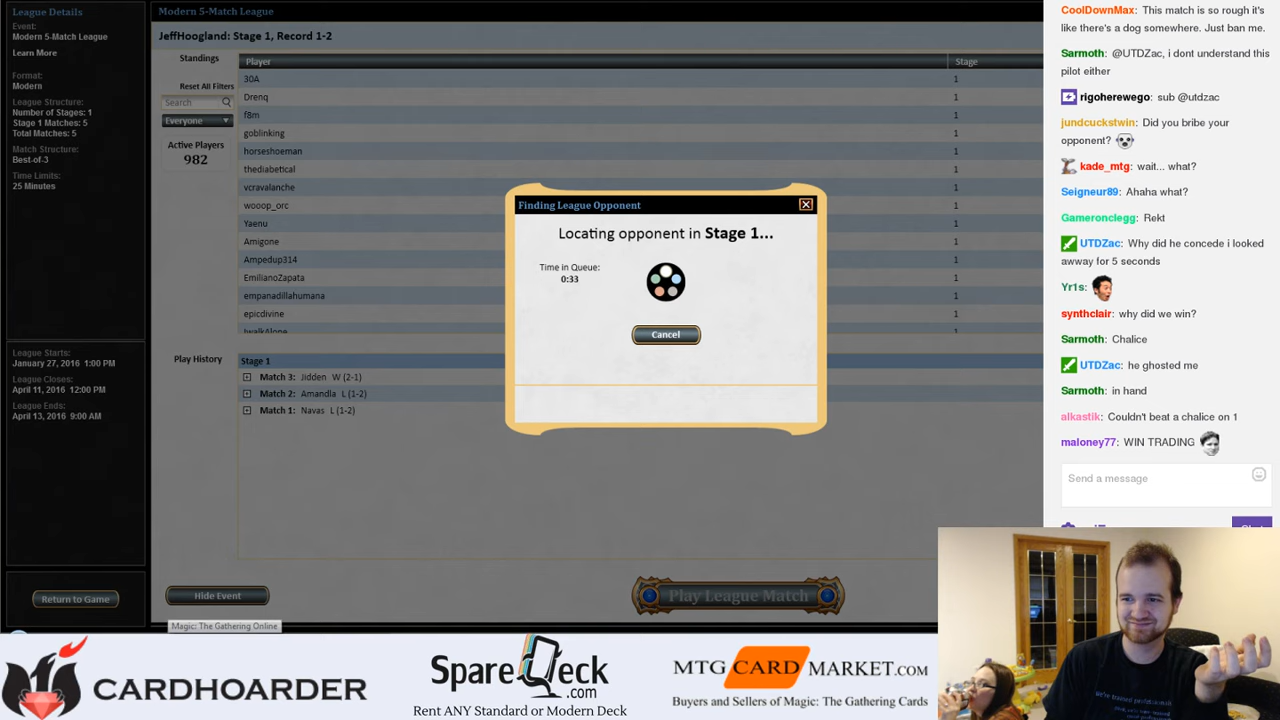 League Details
Event:
Modern 5-Match League
Learn More
Format:
Modern
League Structure:
Number of Stages: 1
Stage 1 Matches: 5
Total Matches: 5
Match Structure:
Best-of-3
Time Limits:
25 Minutes
League Starts:
January 27, 2016 1:00 PM
League Closes:
April 11, 2016 12:00 PM
League Ends:
April 13, 2016 9:00 AM
Return to Game
Modern 5-Match League
JeffHoogland: Stage 1, Record 1-2
Standings
Reset All Filters
Search
Everyone
Active Players
982
Player Stage
30A 1
Drenq 1
f8m 1
goblinking 1
horseshoeman 1
thediabetical 1
vcravalanche 1
wooop_orc 1
Yaenu 1
Amigone 1
Ampedup314 1
EmilianoZapata 1
empanadillahumana 1
epicdivine 1
IwalkAlone 1
Play History
Stage 1
Match 3: Jidden W (2-1)
Match 2: Amandla L (1-2)
Match 1: Navas L (1-2)
Hide Event
Play League Match
Magic: The Gathering Online
Finding League Opponent
Locating opponent in Stage 1...
Time in Queue:
0:33
Cancel
CoolDownMax: This match is so rough it's
like there's a dog somewhere. Just ban me.
Sarmoth: @UTDZac, i dont understand this
pilot either
rigoherewego: sub @utdzac
jundcuckstwin: Did you bribe your
opponent?
kade_mtg: wait... what?
Seigneur89: Ahaha what?
Gameronclegg: Rekt
UTDZac: Why did he concede i looked
awway for 5 seconds
Yr1s:
synthclair: why did we win?
Sarmoth: Chalice
UTDZac: he ghosted me
Sarmoth: in hand
alkastik: Couldn't beat a chalice on 1
maloney77: WIN TRADING
Send a message
CARDHOARDER
SpareDeck
.com
Rent ANY Standard or Modern Deck
MTG CARD MARKET.COM
Buyers and Sellers of Magic: The Gathering Cards